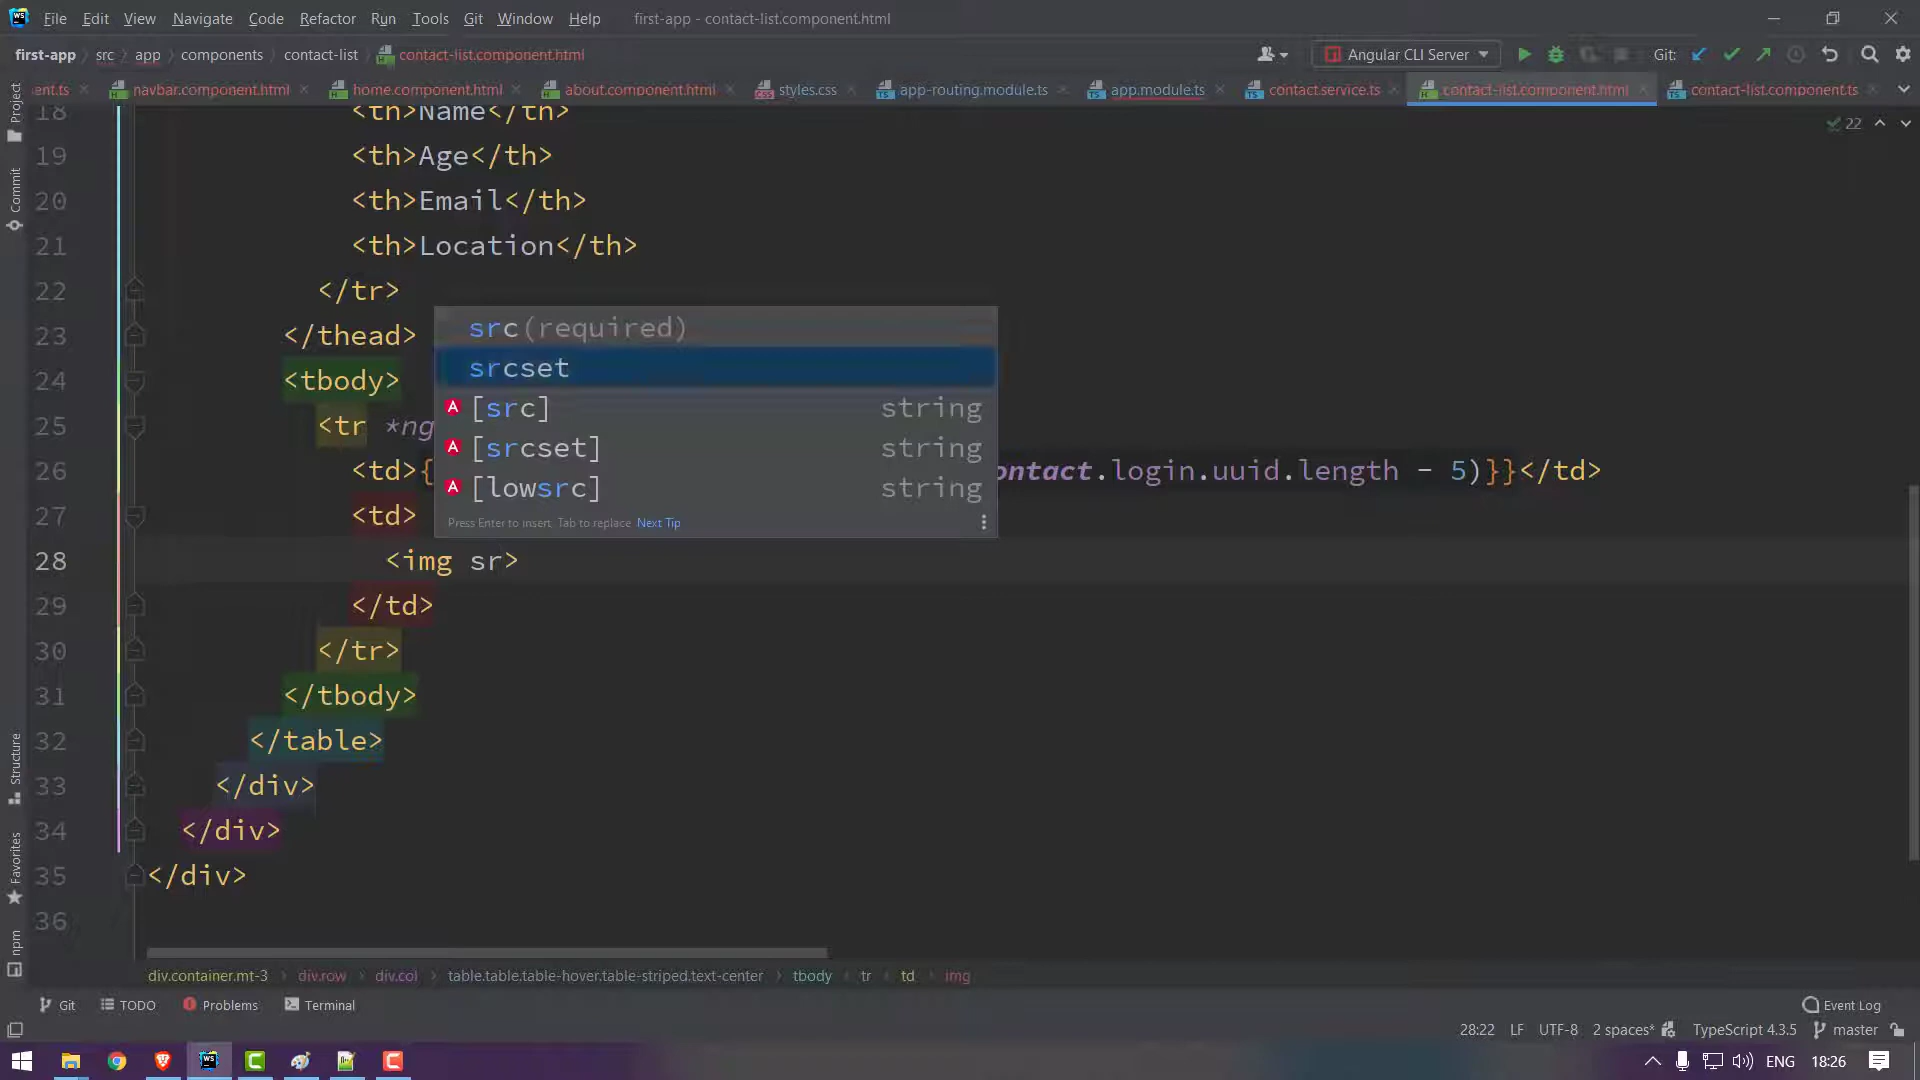 File Edit View Navigate Code Refactor Run Tools Git Window Help first-app - contact-list.component.html
first-app src app components contact-list contact-list.component.html Angular CLI Server Git:
ent.ts navbar.component.html home.component.html about.component.html styles.css app-routing.module.ts app.module.ts contact.service.ts contact-list.component.html contact-list.component.ts
Project
Commit
Structure
Favorites
npm
22
18 <th>Name</th>
19 <th>Age</th>
20 <th>Email</th>
21 <th>Location</th>
22 </tr>
23 </thead>
24 <tbody>
25 <tr *ng
26 <td>{ ontact.login.uuid.length - 5)}}</td>
27 <td>
28 <img sr>
29 </td>
30 </tr>
31 </tbody>
32 </table>
33 </div>
34 </div>
35 </div>
36
src(required)
srcset
[src] string
[srcset] string
[lowsrc] string
Press Enter to insert, Tab to replace Next Tip
div.container.mt-3 div.row div.col table.table.table-hover.table-striped.text-center tbody tr td img
Git TODO Problems Terminal Event Log
28:22 LF UTF-8 2 spaces* TypeScript 4.3.5 master
ENG 18:26